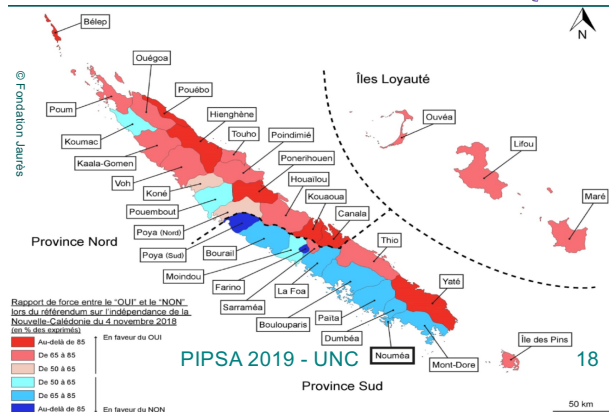 N
Bélep
Ouégoa
Pouébo
Îles Loyauté
© Fondation Jaurès
Poum
Hienghène
Ouvéa
Koumac
Touho
Poindimié
Lifou
Kaala-Gomen
Ponerihouen
Voh
Houaïlou
Maré
Koné
Kouaoua
Pouembout
Canala
Poya (Nord)
Thio
Province Nord
Poya (Sud)
Bourail
Yaté
Moindou
Farino
La Foa
Sarraméa
Boulouparis
Païta
Dumbéa
Île des Pins
Nouméa
Mont-Dore
Rapport de force entre le "OUI" et le "NON"
lors du référendum sur l'indépendance de la
Nouvelle-Calédonie du 4 novembre 2018
(en % des exprimés)
Au-delà de 85
En faveur du OUI
De 65 à 85
De 50 à 65
De 50 à 65
De 65 à 85
Au-delà de 85
En faveur du NON
PIPSA 2019 - UNC
18
Province Sud
50 km